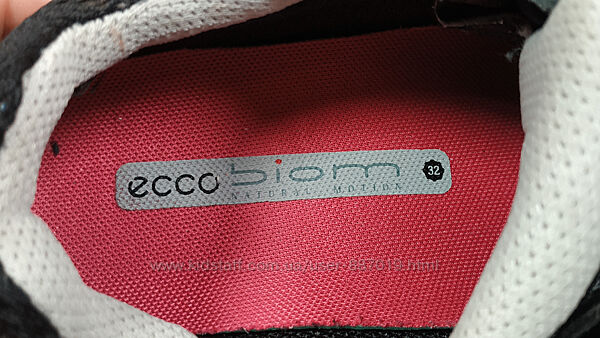 ecco biom 32
NATURAL MOTION